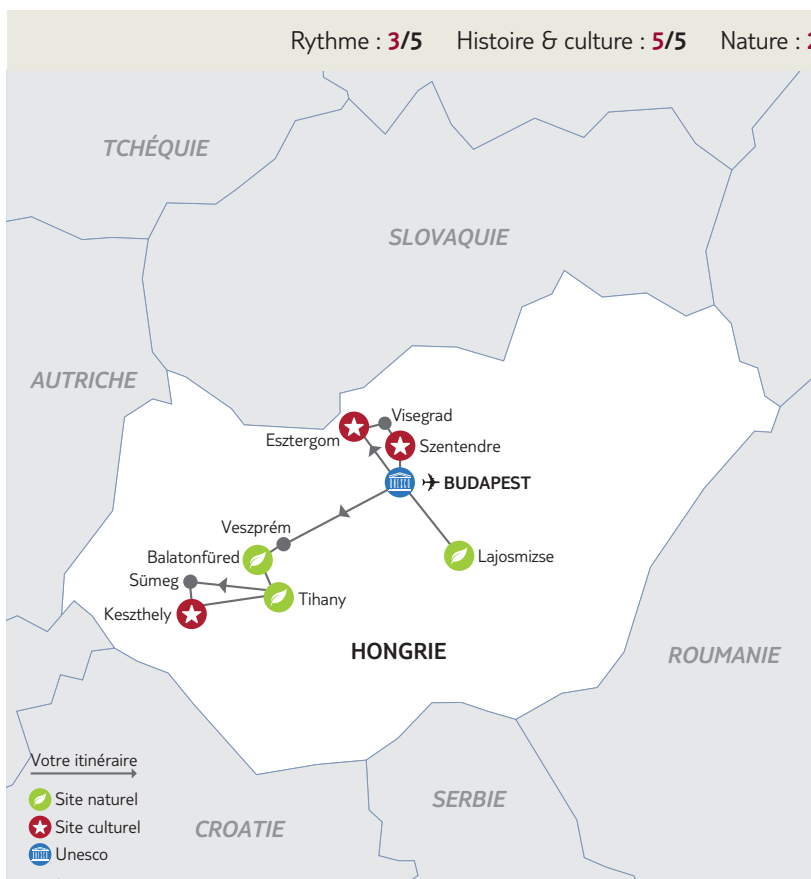 Rythme : 3/5 Histoire & culture : 5/5 Nature : 2
TCHÉQUIE
SLOVAQUIE
AUTRICHE
Visegrad
Esztergom
Szentendre
BUDAPEST
Veszprém
Balatonfüred
Lajosmizse
Sümeg
Tihany
Keszthely
HONGRIE
ROUMANIE
Votre itinéraire
Site naturel
SERBIE
Site culturel
CROATIE
Unesco